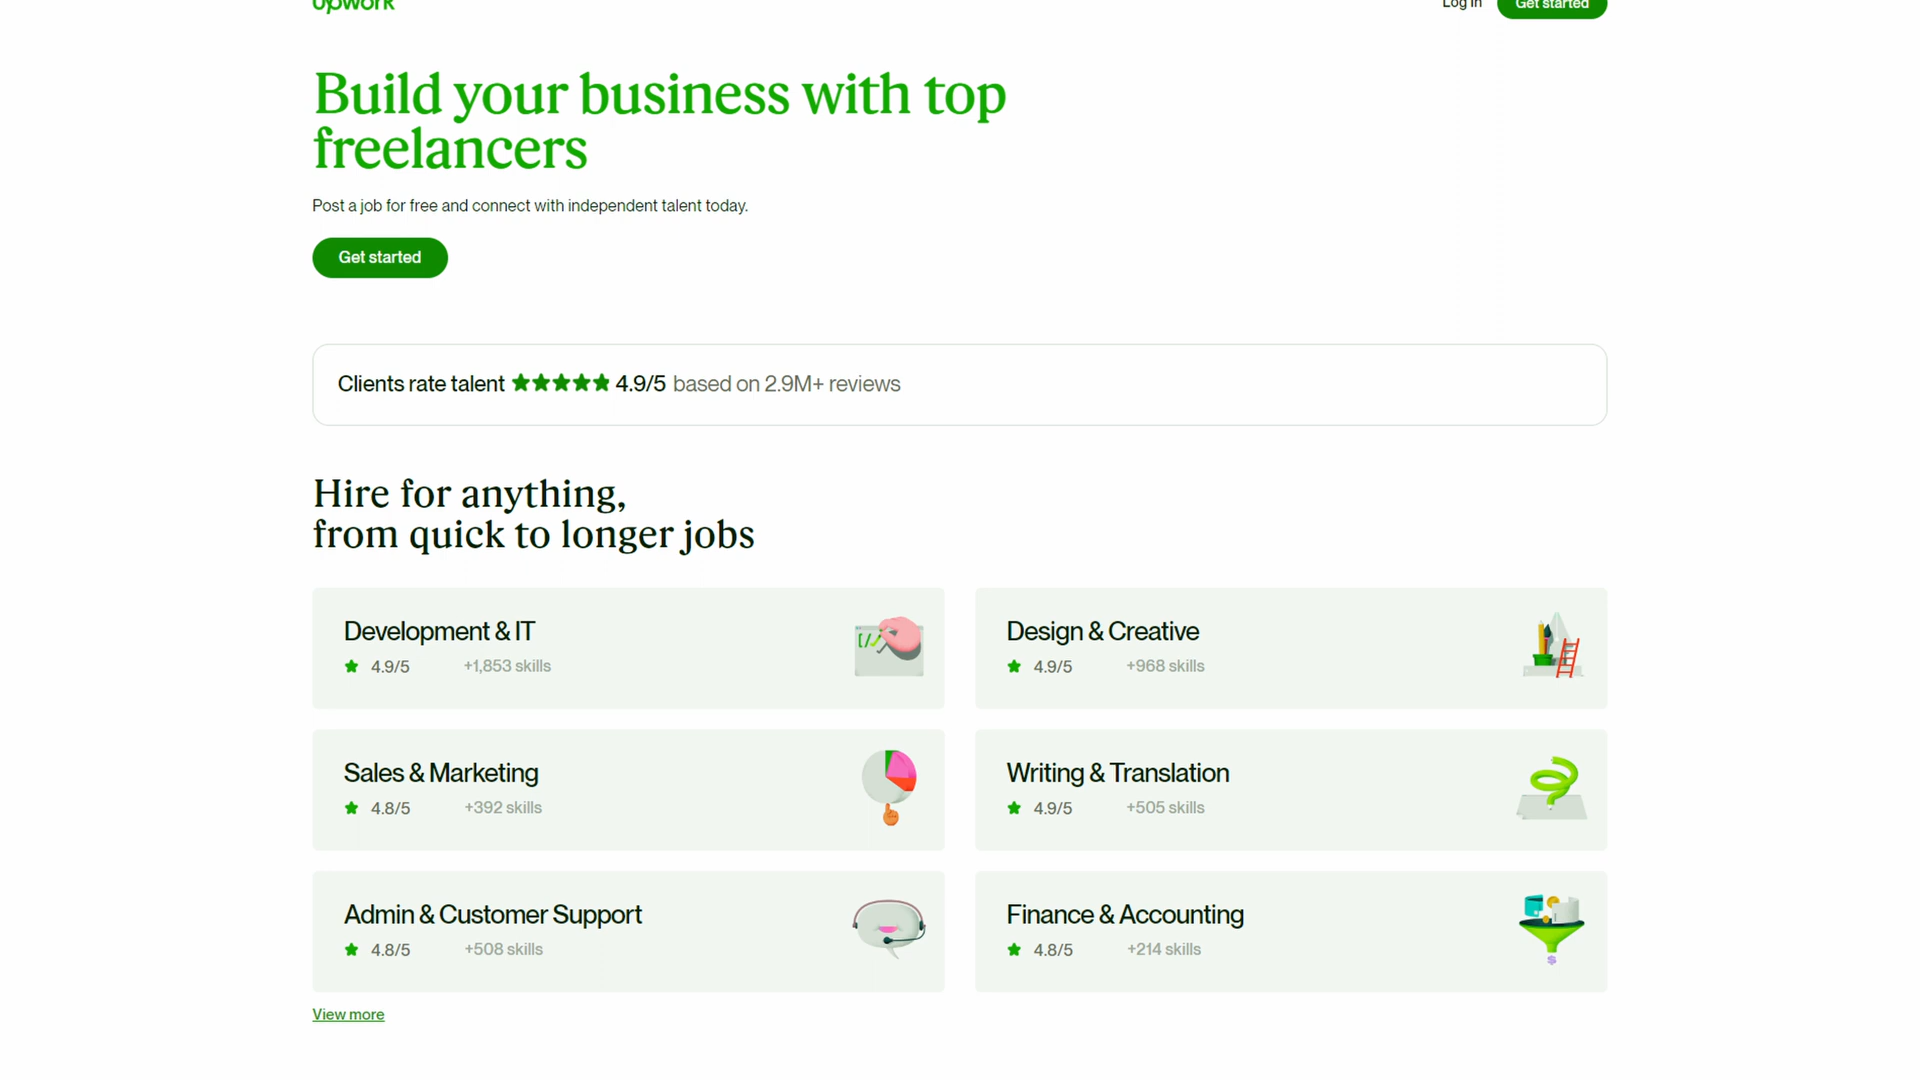 upwork
Log In
Get started
Build your business with top
freelancers
Post a job for free and connect with independent talent today.
Get started
Clients rate talent 4.9/5 based on 2.9M+ reviews
Hire for anything,
from quick to longer jobs
Development & IT
4.9/5 +1,853 skills
Design & Creative
4.9/5 +968 skills
Sales & Marketing
4.8/5 +392 skills
Writing & Translation
4.9/5 +505 skills
Admin & Customer Support
4.8/5 +508 skills
Finance & Accounting
4.8/5 +214 skills
View more